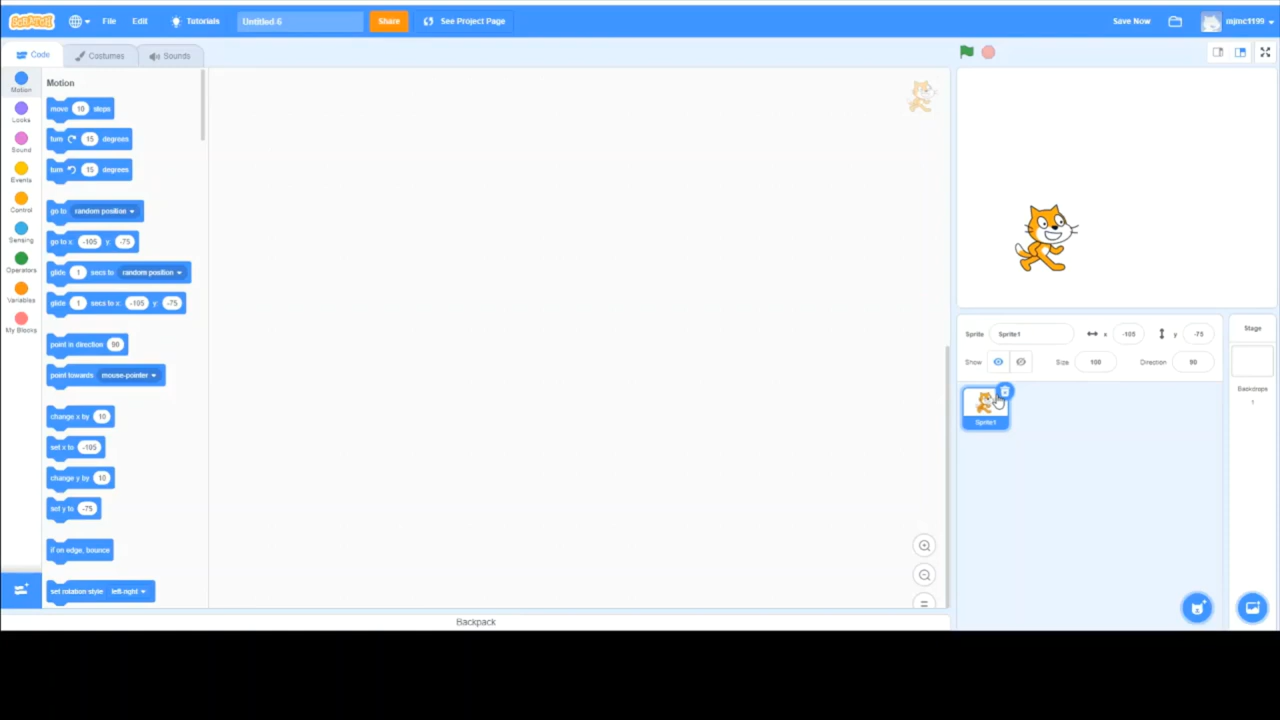 SCRATCH File Edit Tutorials Untitled-6 Share See Project Page Save Now mjmc1199
Code Costumes Sounds
Motion
Looks
Sound
Events
Control
Sensing
Operators
Variables
My Blocks
Motion
move 10 steps
turn 15 degrees
turn 15 degrees
go to random position
go to x: -105 y: -75
glide 1 secs to random position
glide 1 secs to x: -105 y: -75
point in direction 90
point towards mouse-pointer
change x by 10
set x to -105
change y by 10
set y to -75
if on edge, bounce
set rotation style left-right
Backpack
Sprite Sprite1 x -105 y -75
Show Size 100 Direction 90
Sprite1
Stage
Backdrops
1